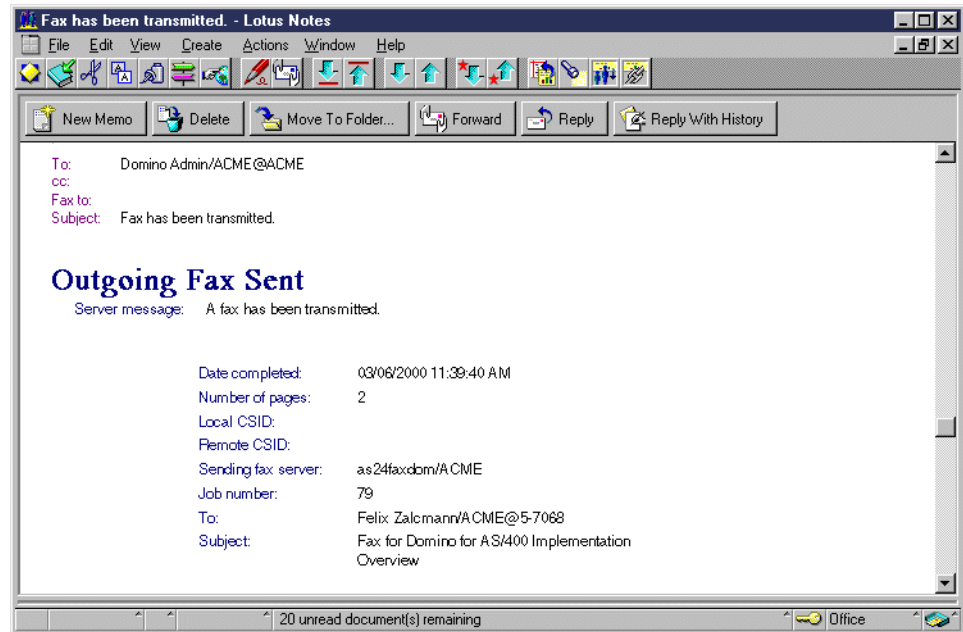 Fax has been transmitted. - Lotus Notes
File Edit View Create Actions Window Help
New Memo Delete Move To Folder... Forward Reply Reply With History
To: Domino Admin/ACME@ACME
cc:
Fax to:
Subject: Fax has been transmitted.
Outgoing Fax Sent
Server message: A fax has been transmitted.
Date completed: 03/06/2000 11:39:40 AM
Number of pages: 2
Local CSID:
Remote CSID:
Sending fax server: as24faxdom/ACME
Job number: 79
To: Felix Zalcmann/ACME@5-7068
Subject: Fax for Domino for AS/400 Implementation
Overview
20 unread document(s) remaining Office